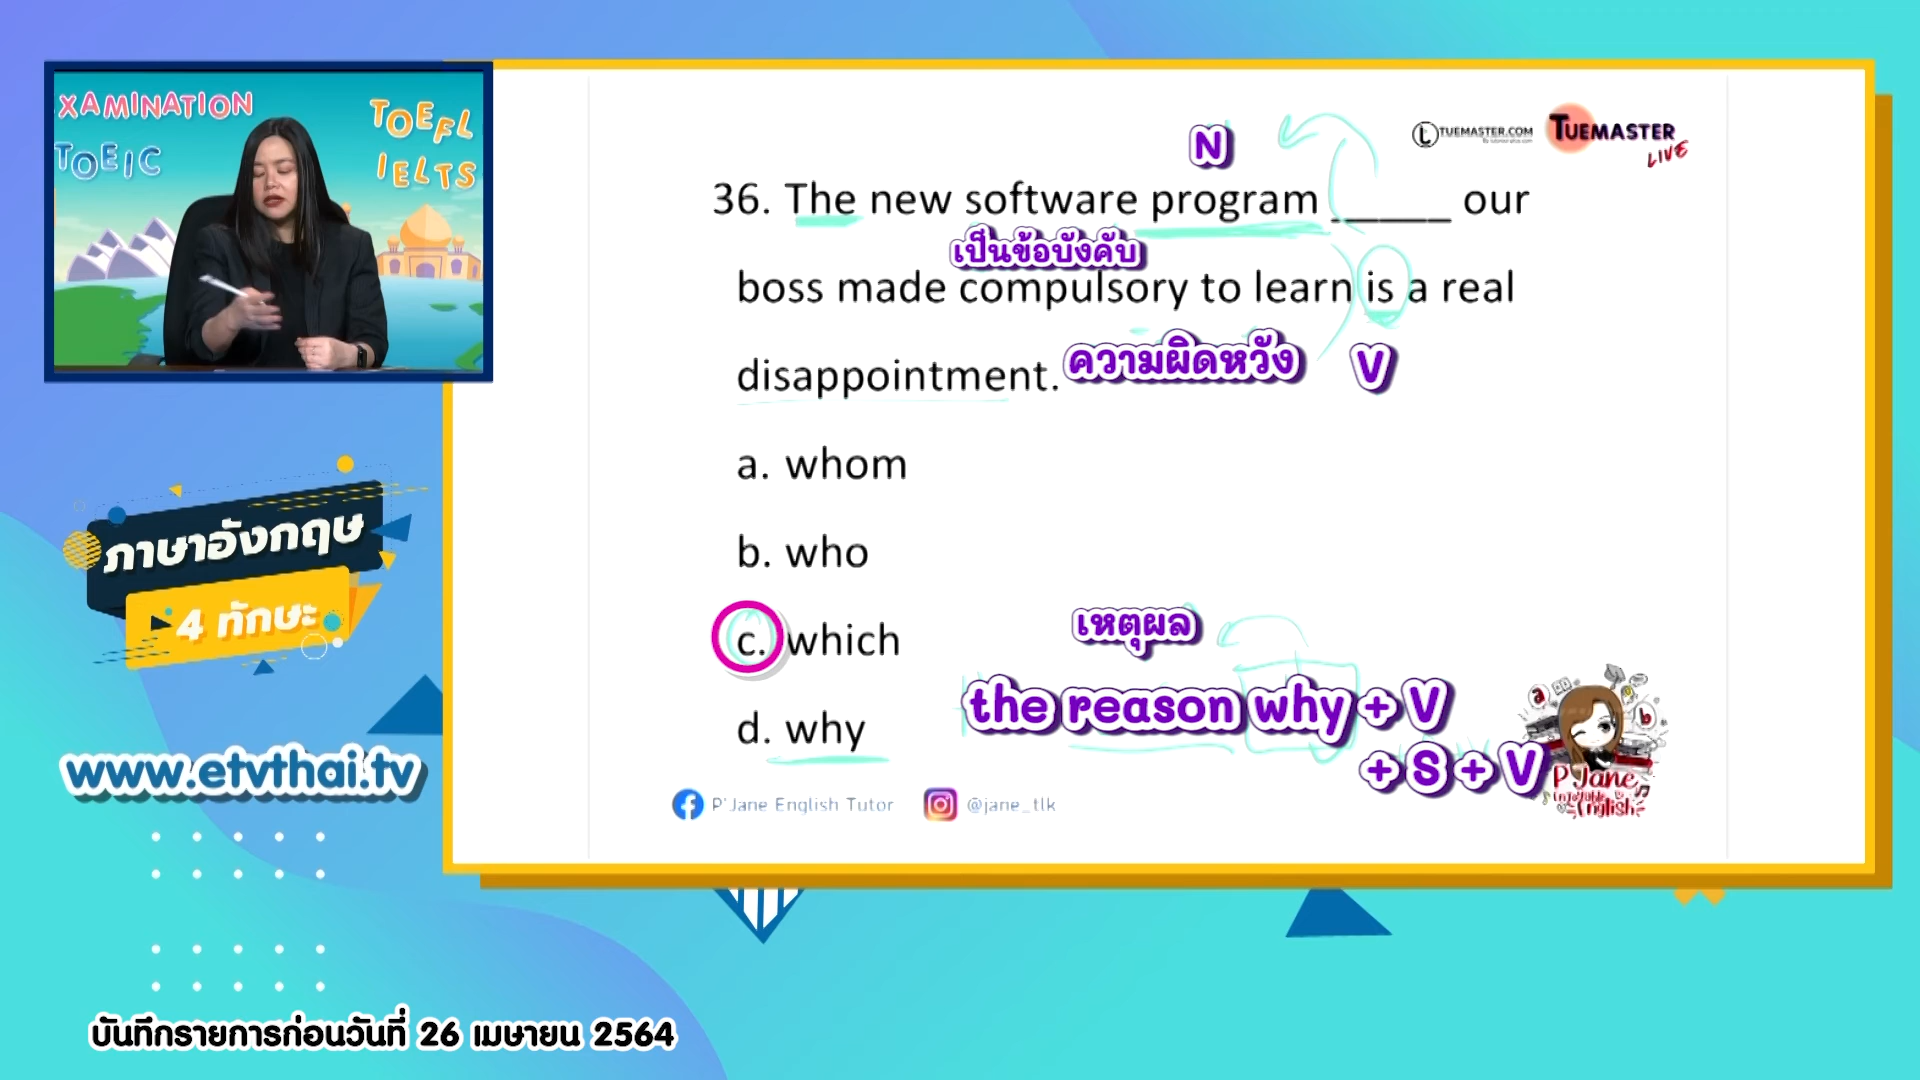 XAMINATION
TOEIC
TOEFL
IELTS
TUEMASTER.COM
TUEMASTER
LIVE
N
36. The new software program ______ our
เป็นข้อบังคับ
boss made compulsory to learn is a real
disappointment.
ความผิดหวัง
V
a. whom
b. who
c. which
d. why
เหตุผล
the reason why + V
+ S + V
P'Jane English Tutor
@jane_tlk
a
b
P'Jane
Enjoyable
English
ภาษาอังกฤษ
4 ทักษะ
www.etvthai.tv
บันทึกรายการก่อนวันที่ 26 เมษายน 2564